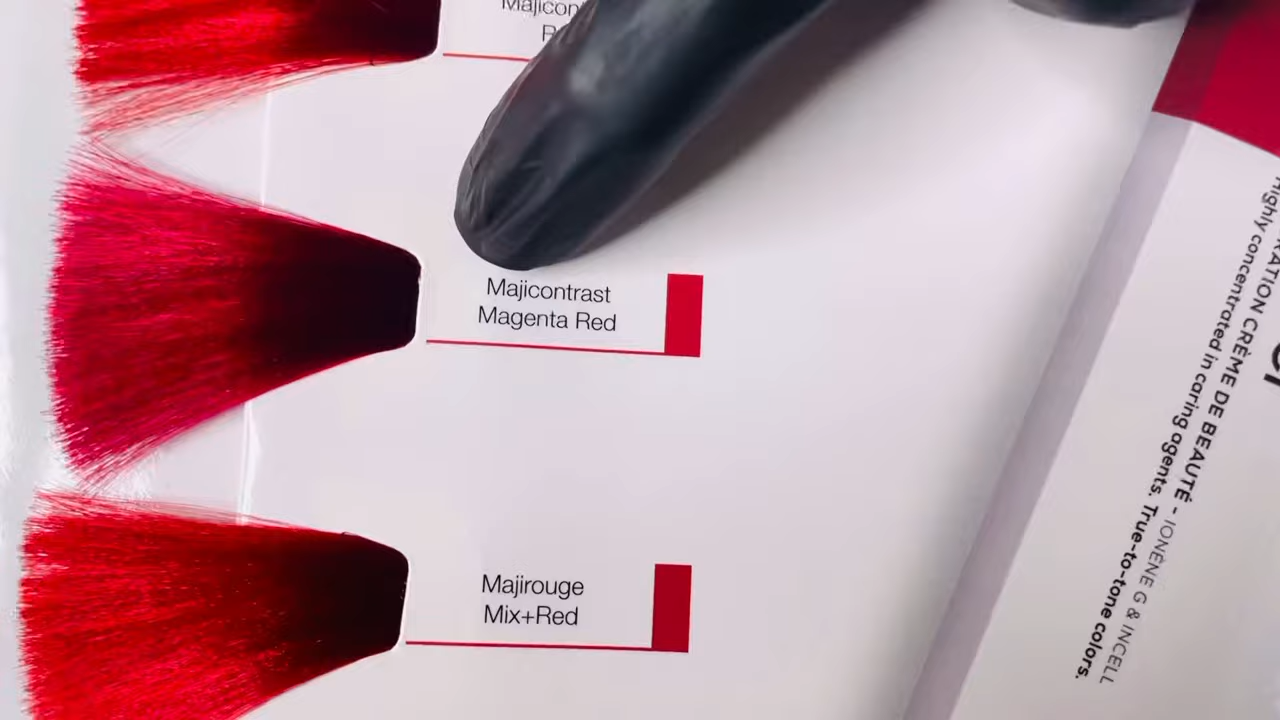 Majicontrast
Magenta Red
Majirouge
Mix+Red
CRÈME DE BEAUTÉ - IONÈNE G & INCELL
Highly concentrated in caring agents. True-to-tone colors.